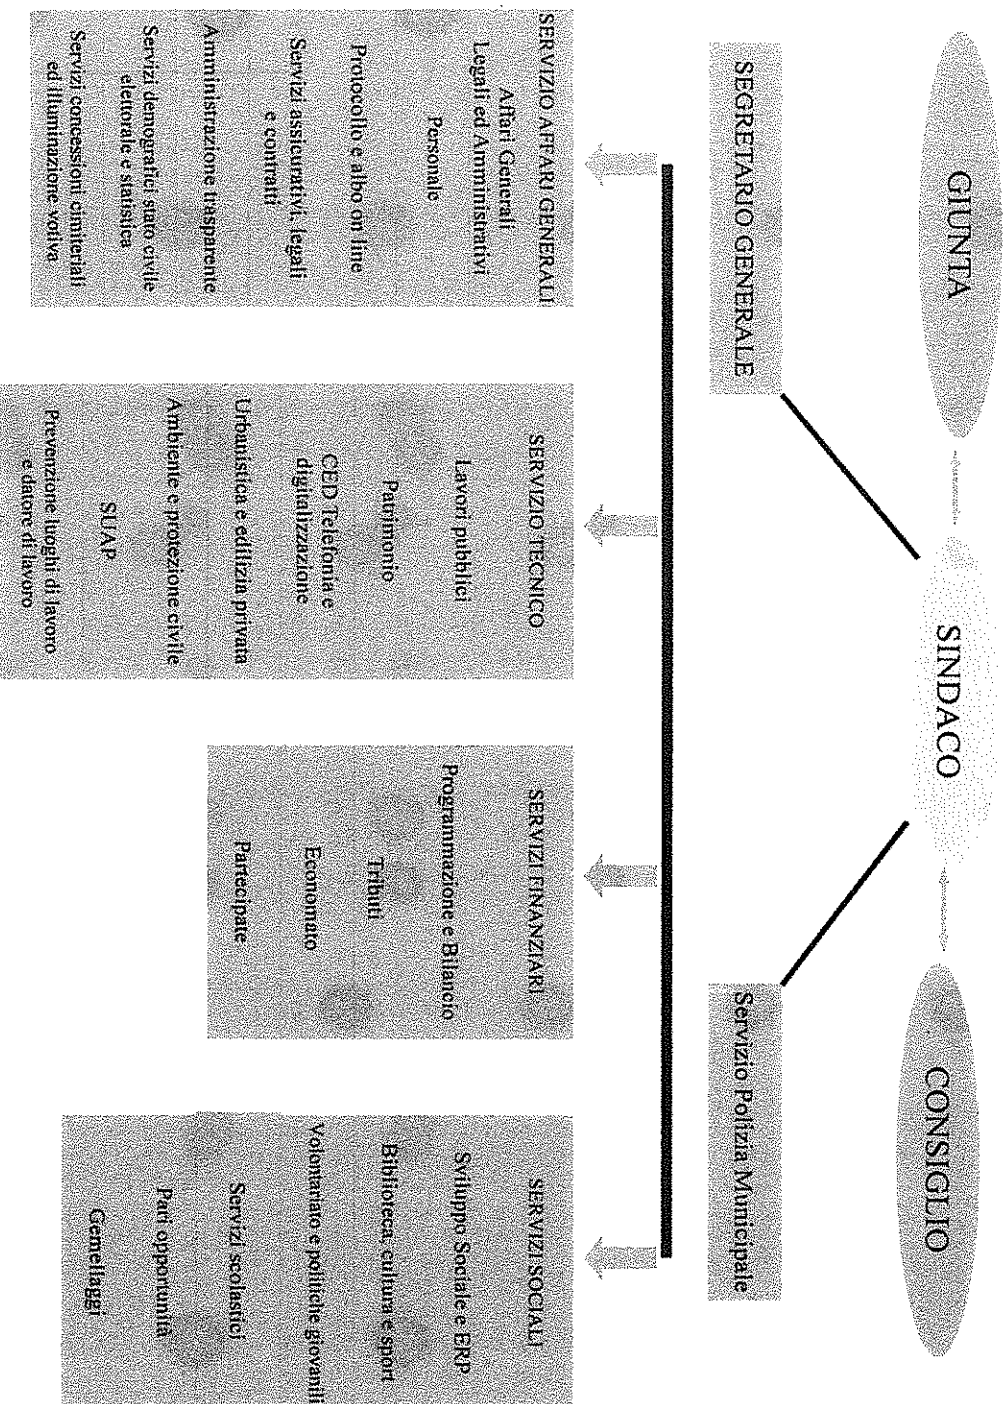 GIUNTA
SINDACO
CONSIGLIO
SEGRETARIO GENERALE
Servizio Polizia Municipale
SERVIZIO AFFARI GENERALI
Affari Generali
Legali ed Amministrativi
Personale
Protocollo e albo on line
Servizi assicurativi, legali
e contratti
Amministrazione trasparente
Servizi demografici stato civile
elettorale e statistica
Servizi concessioni cimiteriali
ed illuminazione votiva
SERVIZIO TECNICO
Lavori pubblici
Patrimonio
CED Telefonia e
digitalizzazione
Urbanistica e edilizia privata
Ambiente e protezione civile
SUAP
Prevenzione luoghi di lavoro
e datore di lavoro
SERVIZI FINANZIARI
Programmazione e Bilancio
Tributi
Economato
Partecipate
SERVIZI SOCIALI
Sviluppo Sociale e ERP
Biblioteca, cultura e sport
Volontariato e politiche giovanili
Servizi scolastici
Pari opportunità
Gemellaggi